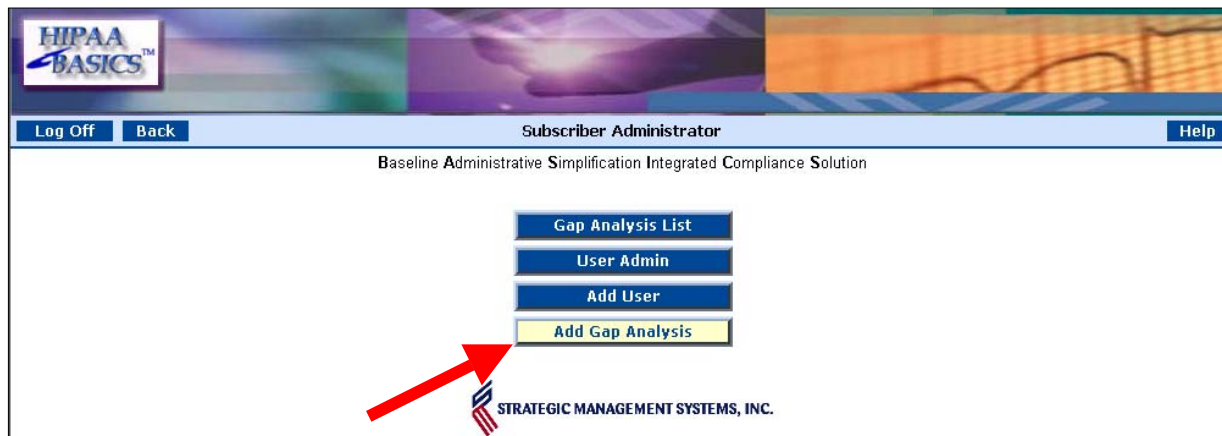 HIPAA
BASICS™
Log Off Back Subscriber Administrator Help
Baseline Administrative Simplification Integrated Compliance Solution
Gap Analysis List
User Admin
Add User
Add Gap Analysis
STRATEGIC MANAGEMENT SYSTEMS, INC.